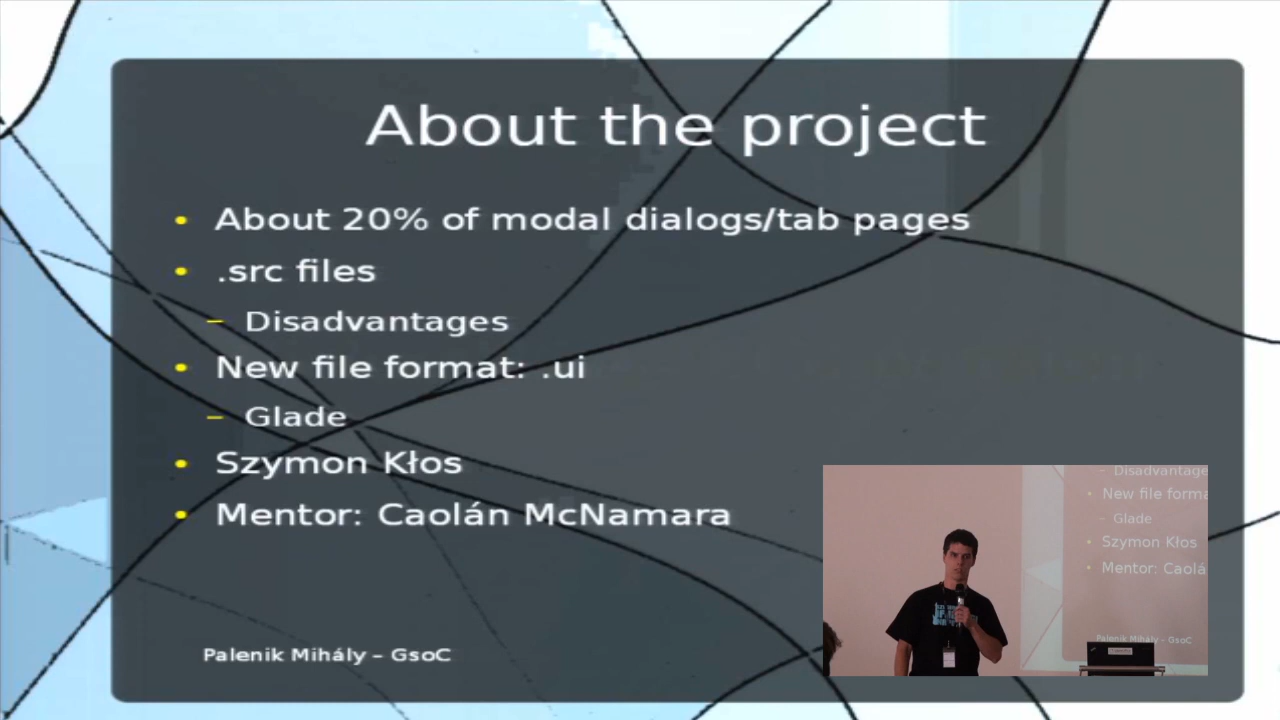 About the project
• About 20% of modal dialogs/tab pages
• .src files
– Disadvantages
• New file format: .ui
– Glade
• Szymon Kłos
• Mentor: Caolán McNamara
Palenik Mihály – GsoC
– Disadvantage
• New file forma
– Glade
• Szymon Kłos
• Mentor: Caolá
Palenik Mihály – GsoC